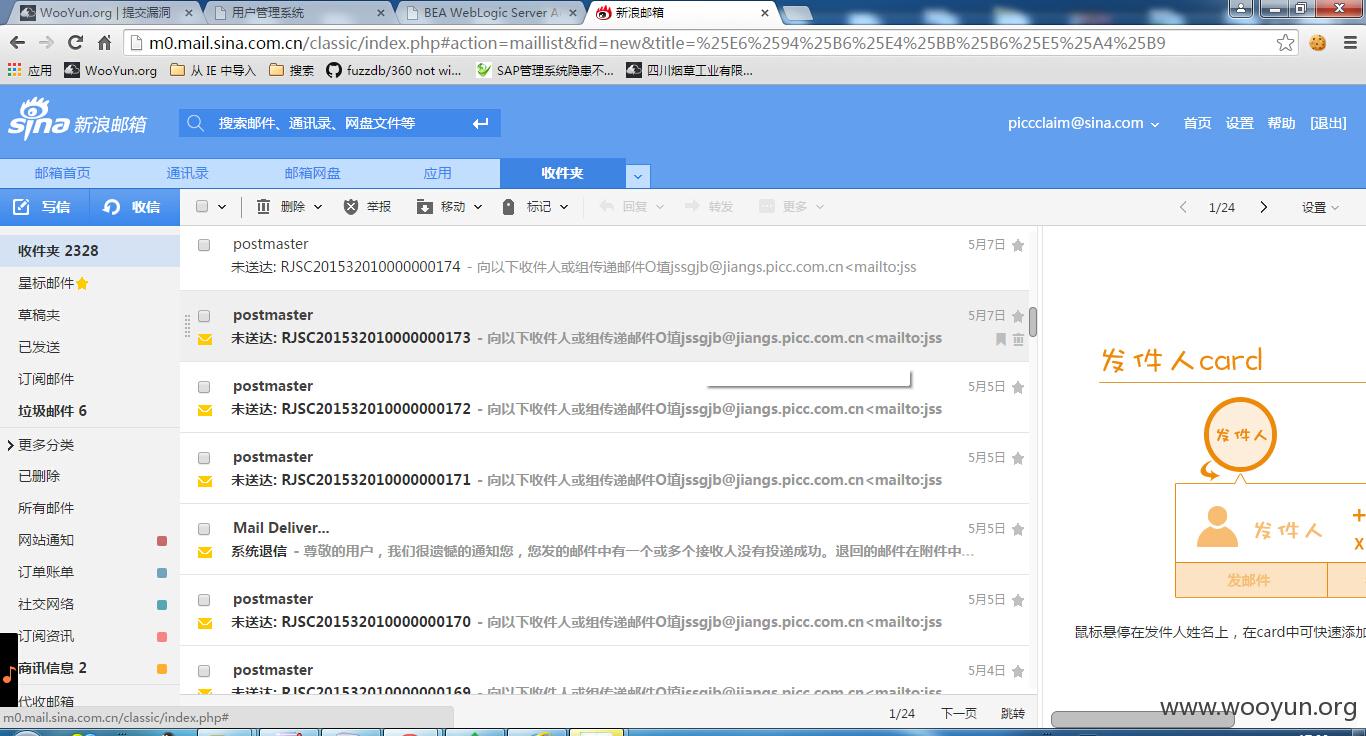 WooYun.org | 提交漏洞
用户管理系统
BEA WebLogic Server A
新浪邮箱
m0.mail.sina.com.cn/classic/index.php#action=maillist&fid=new&title=%25E6%2594%25B6%25E4%25BB%25B6%25E5%25A4%25B9
应用 WooYun.org 从 IE 中导入 搜索 fuzzdb/360 not wi... SAP管理系统隐患不... 四川烟草工业有限...
sina 新浪邮箱
搜索邮件、通讯录、网盘文件等
piccclaim@sina.com 首页 设置 帮助 [退出]
邮箱首页 通讯录 邮箱网盘 应用 收件夹
写信 收信
删除 举报 移动 标记 回复 转发 更多 1/24 设置
收件夹 2328
星标邮件
草稿夹
已发送
订阅邮件
垃圾邮件 6
更多分类
已删除
所有邮件
网站通知
订单账单
社交网络
订阅资讯
商讯信息 2
代收邮箱
postmaster 5月7日
未送达: RJSC201532010000000174 - 向以下收件人或组传递邮件O填jssgjb@jiangs.picc.com.cn<mailto:jss
postmaster 5月7日
未送达: RJSC201532010000000173 - 向以下收件人或组传递邮件O填jssgjb@jiangs.picc.com.cn<mailto:jss
postmaster 5月5日
未送达: RJSC201532010000000172 - 向以下收件人或组传递邮件O填jssgjb@jiangs.picc.com.cn<mailto:jss
postmaster 5月5日
未送达: RJSC201532010000000171 - 向以下收件人或组传递邮件O填jssgjb@jiangs.picc.com.cn<mailto:jss
Mail Deliver... 5月5日
系统退信 - 尊敬的用户，我们很遗憾的通知您，您发的邮件中有一个或多个接收人没有投递成功。退回的邮件在附件中...
postmaster 5月5日
未送达: RJSC201532010000000170 - 向以下收件人或组传递邮件O填jssgjb@jiangs.picc.com.cn<mailto:jss
postmaster 5月4日
未送达: RJSC201532010000000169 - 向以下收件人或组传递邮件O填jssgjb@jiangs.picc.com.cn<mailto:jss
1/24 下一页 跳转
发件人card
发件人
发件人
发邮件
鼠标悬停在发件人姓名上，在card中可快速添加
m0.mail.sina.com.cn/classic/index.php#
www.wooyun.org